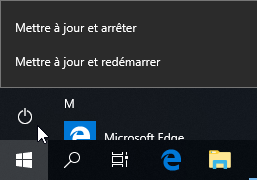 Mettre à jour et arrêter
Mettre à jour et redémarrer
M
Microsoft Edge